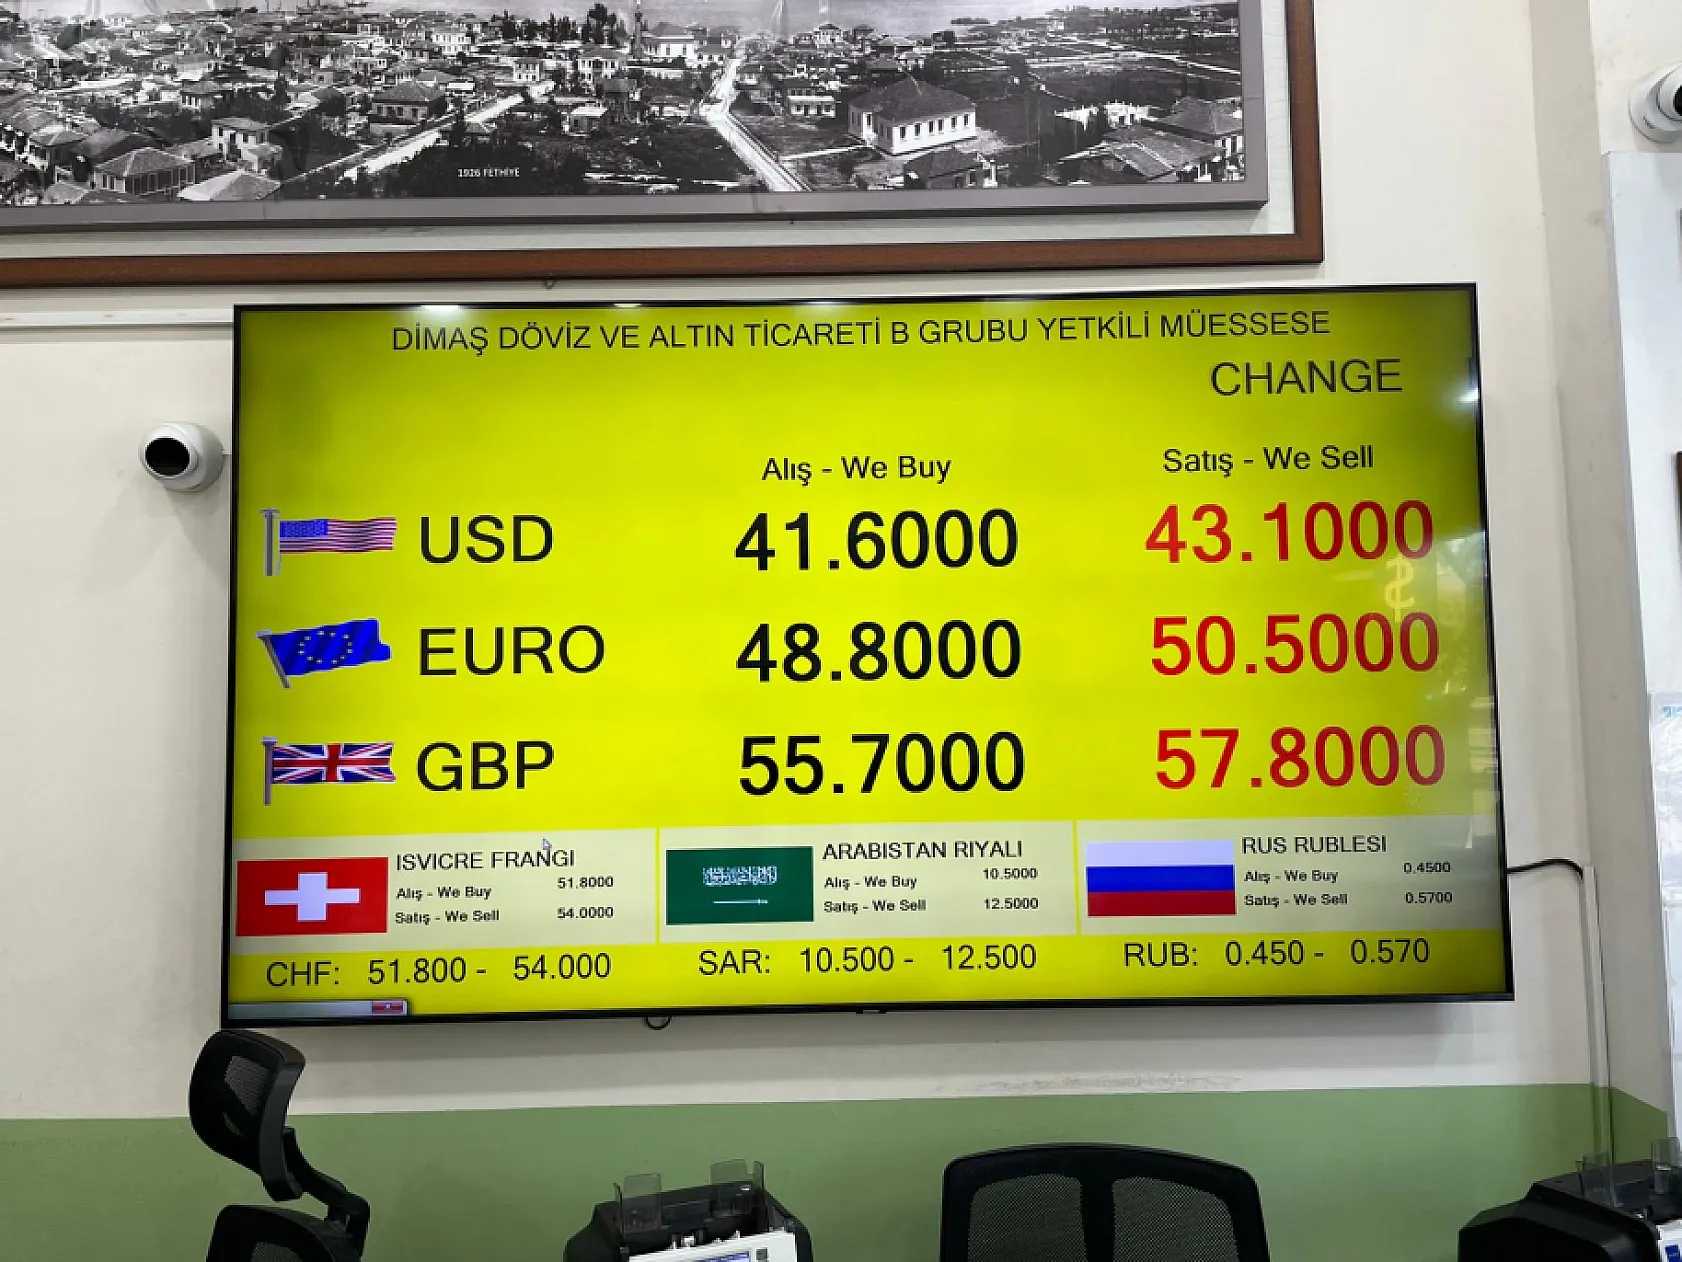 1926 FETHİYE
DİMAŞ DÖVİZ VE ALTIN TİCARETİ B GRUBU YETKİLİ MÜESSESE
CHANGE
Alış - We Buy Satış - We Sell
USD 41.6000 43.1000
EURO 48.8000 50.5000
GBP 55.7000 57.8000
ISVICRE FRANGI
Alış - We Buy 51.8000
Satış - We Sell 54.0000
ARABISTAN RIYALI
Alış - We Buy 10.5000
Satış - We Sell 12.5000
RUS RUBLESI
Alış - We Buy 0.4500
Satış - We Sell 0.5700
CHF: 51.800 - 54.000 SAR: 10.500 - 12.500 RUB: 0.450 - 0.570